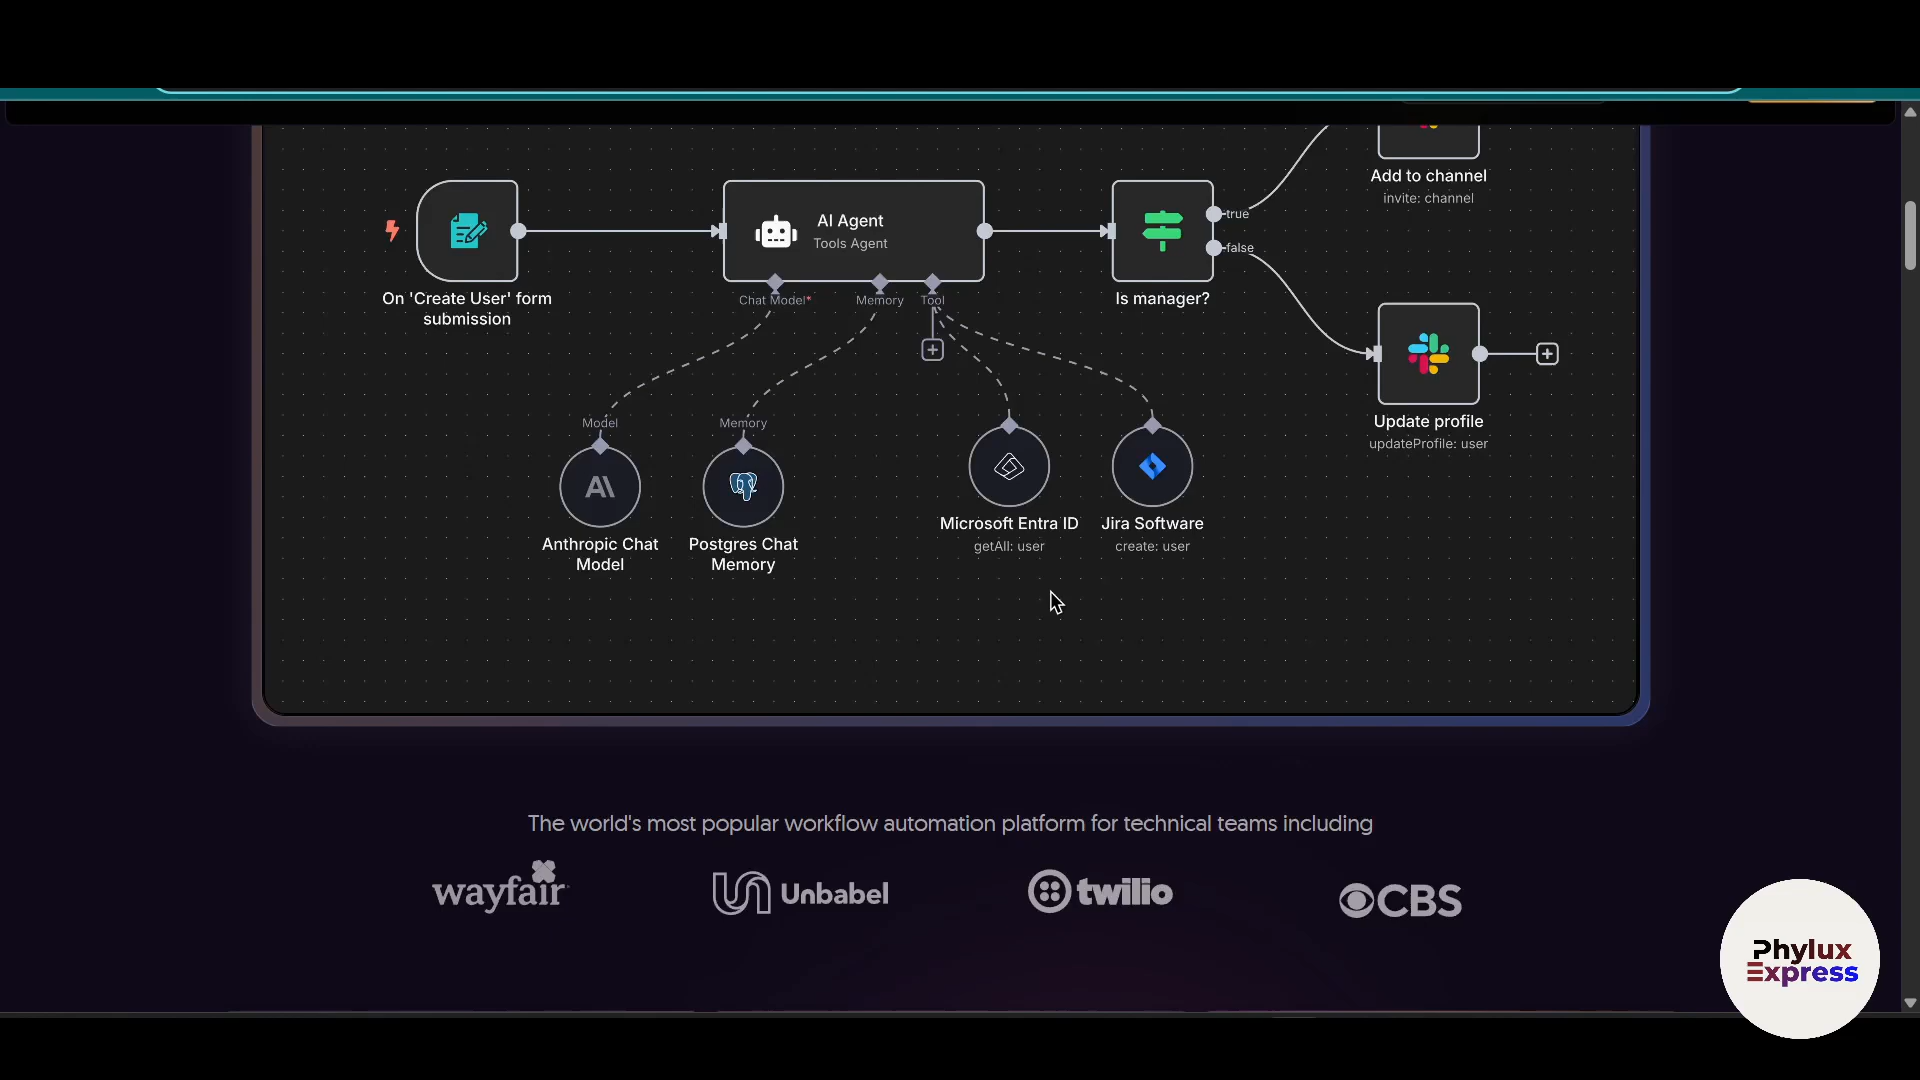 Add to channel
invite: channel
AI Agent
Tools Agent
true
false
On 'Create User' form
submission
Chat Model*
Memory
Tool
Is manager?
Update profile
updateProfile: user
Model
Memory
Anthropic Chat
Model
Postgres Chat
Memory
Microsoft Entra ID
getAll: user
Jira Software
create: user
The world's most popular workflow automation platform for technical teams including
wayfair
Unbabel
twilio
CBS
Phylux
Express